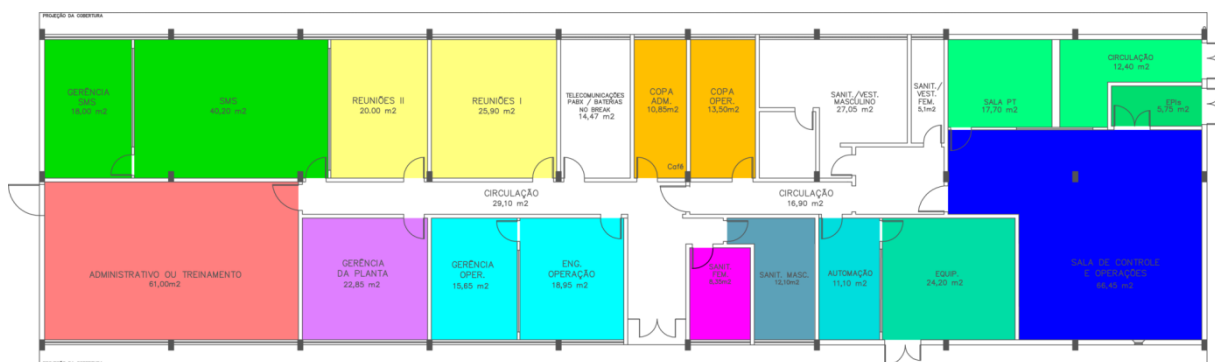 PROJEÇÃO DA COBERTURA
GERÊNCIA
SMS
18,00 m2
SMS
40,20 m2
REUNIÕES II
20.00 m2
REUNIÕES I
25,90 m2
TELECOMUNICAÇÕES
PABX / BATERIAS
NO BREAK
14,47 m2
COPA
ADM.
10,85m2
Café
COPA
OPER.
13,50m2
SANIT./VEST.
MASCULINO
27,05 m2
SANIT./
VEST.
FEM.
5,1m2
SALA PT
17,70 m2
CIRCULAÇÃO
12,40 m2
EPIs
5,75 m2
CIRCULAÇÃO
29,10 m2
CIRCULAÇÃO
16,90 m2
ADMINISTRATIVO OU TREINAMENTO
61,00m2
GERÊNCIA
DA PLANTA
22,85 m2
GERÊNCIA
OPER.
15,65 m2
ENG.
OPERAÇÃO
18,95 m2
SANIT.
FEM.
SANIT. MASC.
12,10m2
AUTOMAÇÃO
11,10 m2
EQUIP.
24,20 m2
SALA DE CONTROLE
E OPERAÇÕES
66,45 m2